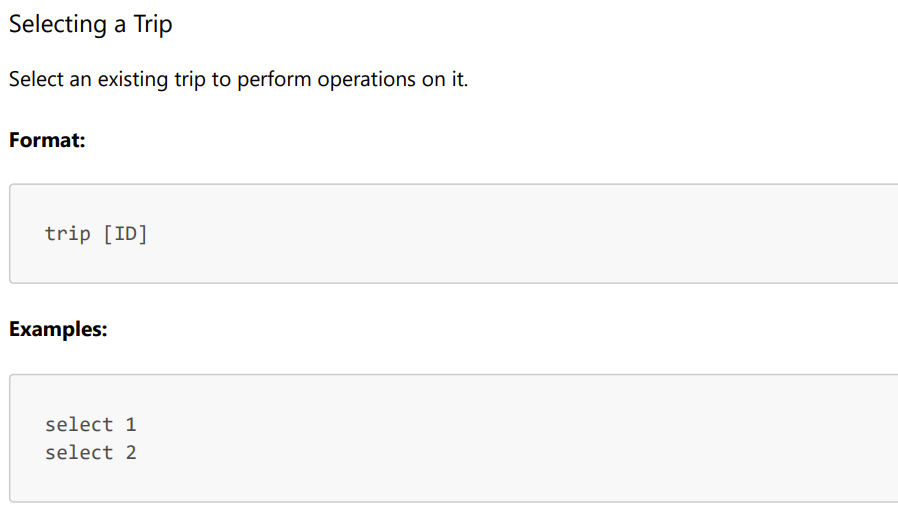 Selecting a Trip
Select an existing trip to perform operations on it.
Format:
trip [ID]
Examples:
select 1
select 2